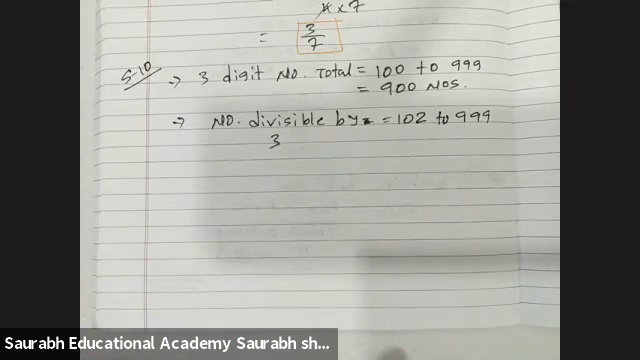 4 x 7
= 3/7
S-10
→ 3 digit NO. Total = 100 to 999
= 900 NOS.
→ NO. divisible by = 102 to 999
3
Saurabh Educational Academy Saurabh sh...